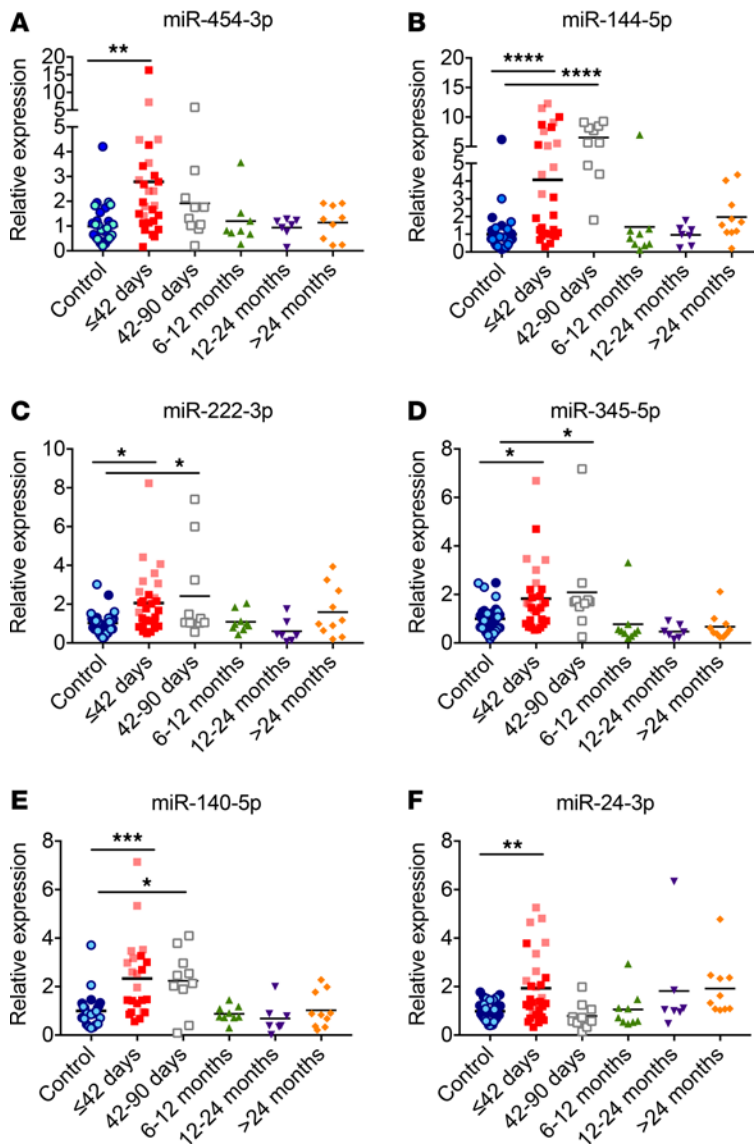 A
miR-454-3p
Relative expression
20
15
10
5
5
4
3
2
1
0
**
Control
≤42 days
42-90 days
6-12 months
12-24 months
>24 months
B
miR-144-5p
Relative expression
20
15
10
5
4
3
2
1
0
****
****
Control
≤42 days
42-90 days
6-12 months
12-24 months
>24 months
C
miR-222-3p
Relative expression
10
8
6
4
2
0
*
*
Control
≤42 days
42-90 days
6-12 months
12-24 months
>24 months
D
miR-345-5p
Relative expression
8
6
4
2
0
*
*
Control
≤42 days
42-90 days
6-12 months
12-24 months
>24 months
E
miR-140-5p
Relative expression
8
6
4
2
0
***
*
Control
≤42 days
42-90 days
6-12 months
12-24 months
>24 months
F
miR-24-3p
Relative expression
8
6
4
2
0
**
Control
≤42 days
42-90 days
6-12 months
12-24 months
>24 months